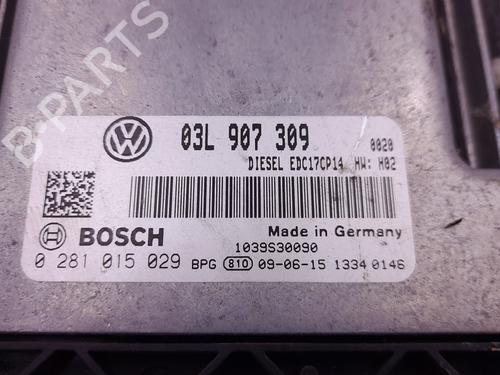 B-PARTS
03L 907 309
0020
DIESEL EDC17CP14 HW: H02
BOSCH
Made in Germany
1039S30090
0 281 015 029 BPG 810 09-06-15 1334 0146